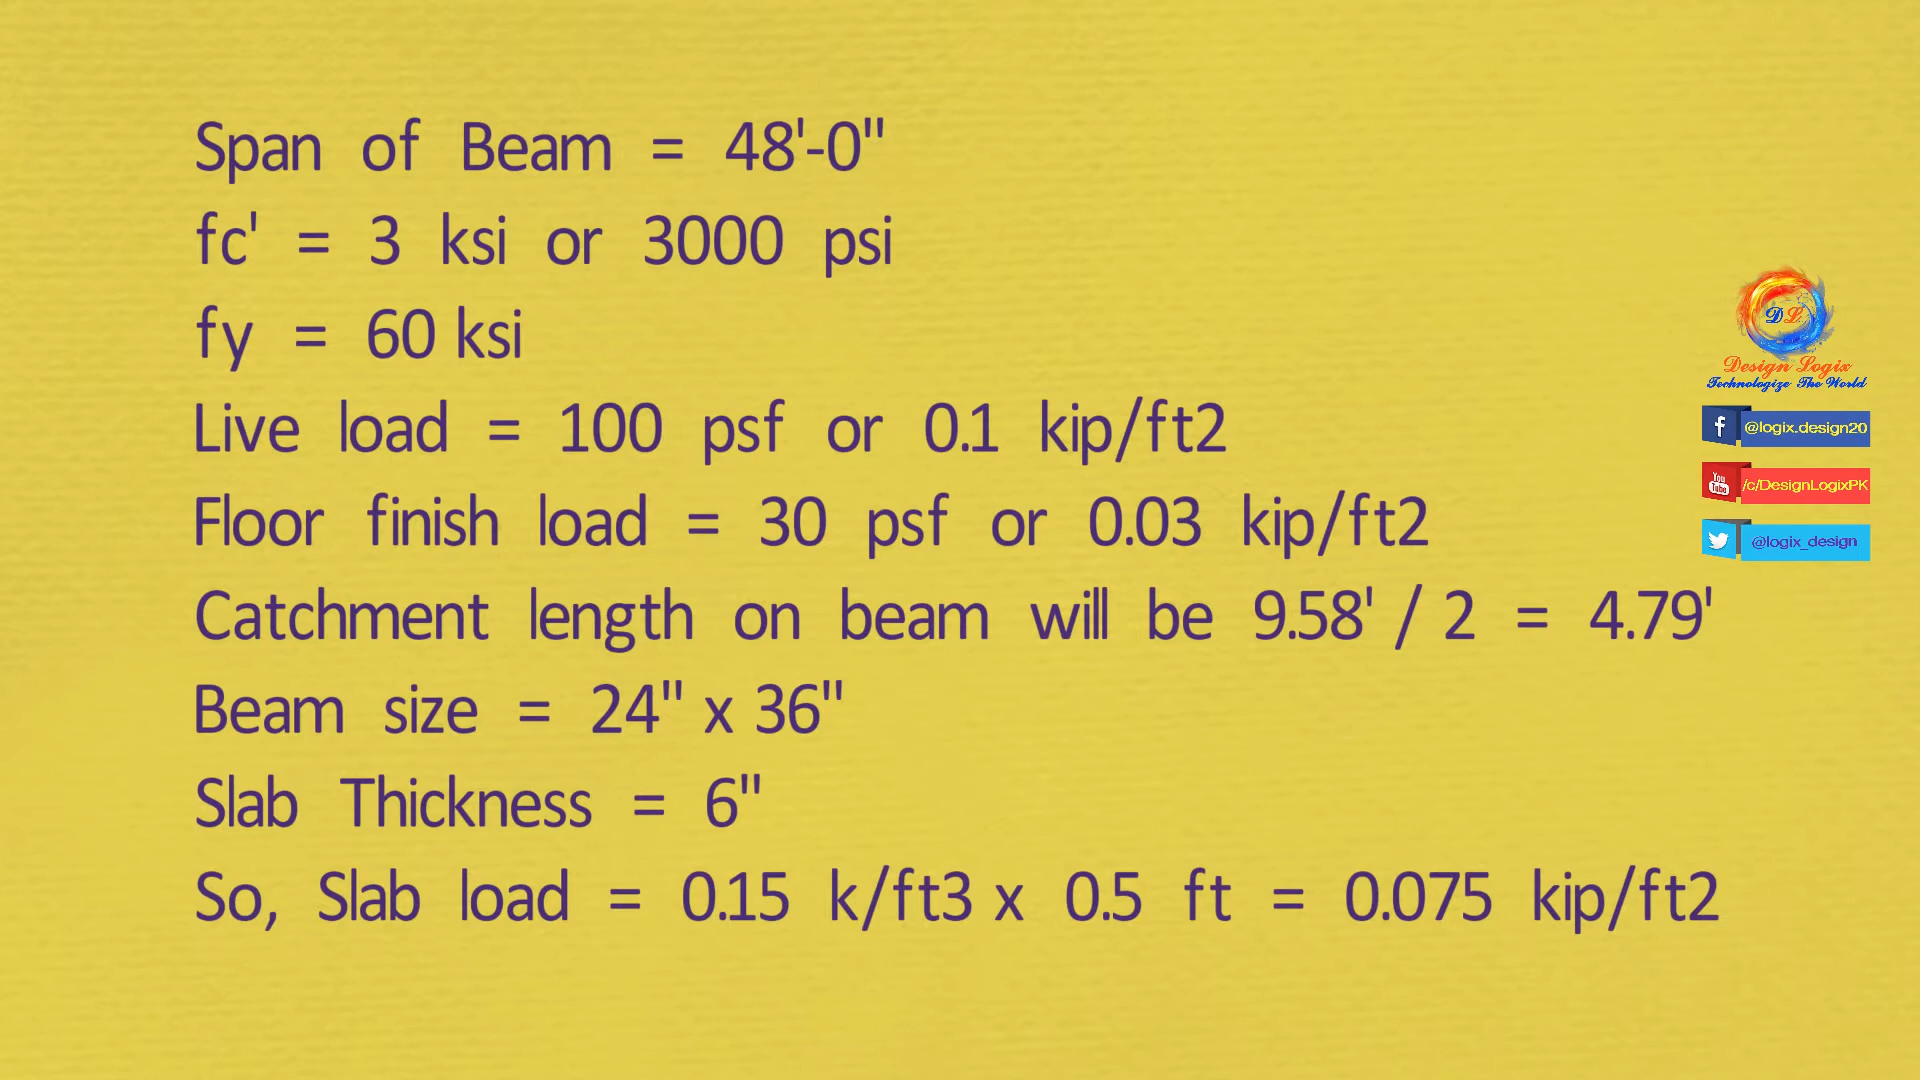 Span of Beam = 48'-0"
fc' = 3 ksi or 3000 psi
fy = 60 ksi
Live load = 100 psf or 0.1 kip/ft2
Floor finish load = 30 psf or 0.03 kip/ft2
Catchment length on beam will be 9.58' / 2 = 4.79'
Beam size = 24" x 36"
Slab Thickness = 6"
So, Slab load = 0.15 k/ft3 x 0.5 ft = 0.075 kip/ft2
DL
Design Logix
Technologize The World
f @logix.design20
You Tube /c/DesignLogixPK
@logix_design